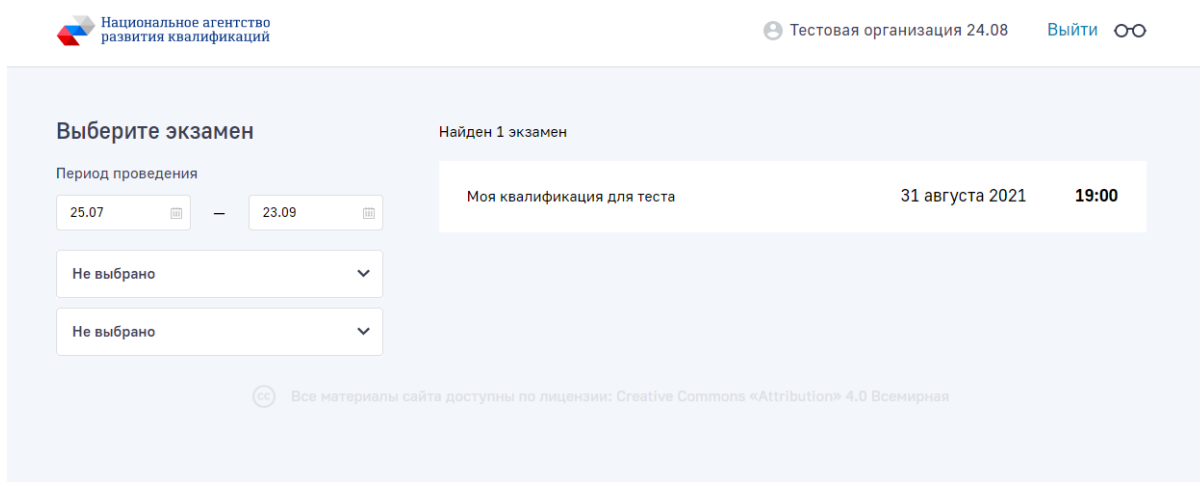 Национальное агентство
развития квалификаций
Тестовая организация 24.08
Выйти
Выберите экзамен
Период проведения
25.07 — 23.09
Не выбрано
Не выбрано
Найден 1 экзамен
Моя квалификация для теста 31 августа 2021 19:00
cc Все материалы сайта доступны по лицензии: Creative Commons «Attribution» 4.0 Всемирная